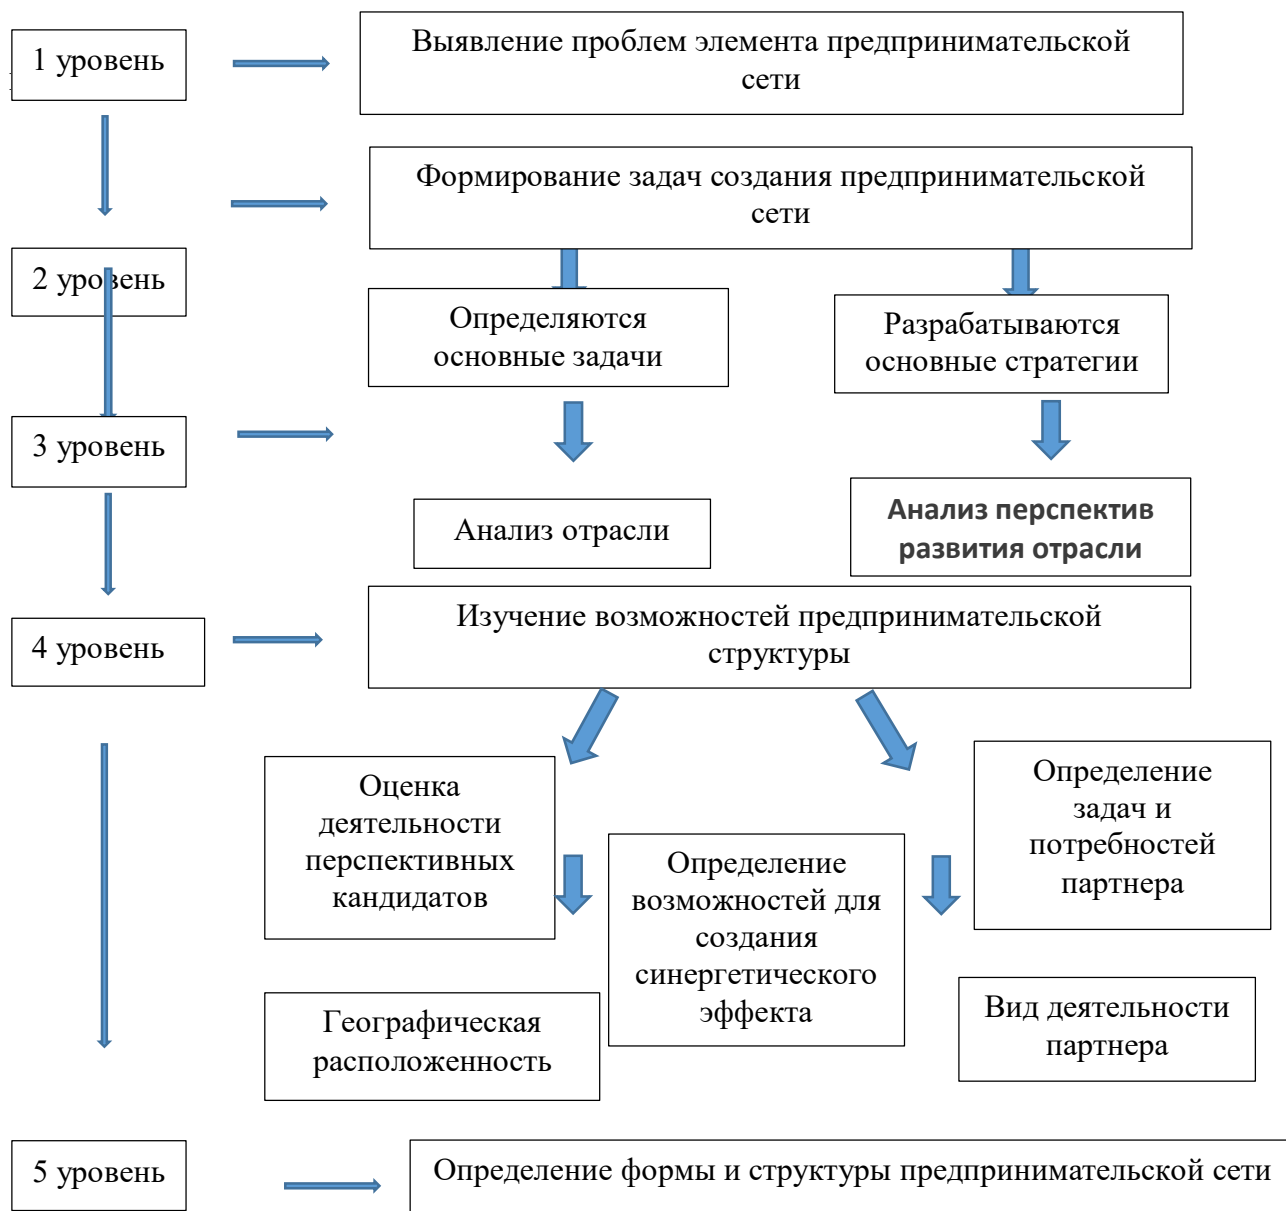 1 уровень
Выявление проблем элемента предпринимательской
сети
Формирование задач создания предпринимательской
сети
2 уровень
Определяются
основные задачи
Разрабатываются
основные стратегии
3 уровень
Анализ отрасли
Анализ перспектив
развития отрасли
4 уровень
Изучение возможностей предпринимательской
структуры
Оценка
деятельности
перспективных
кандидатов
Определение
возможностей для
создания
синергетического
эффекта
Определение
задач и
потребностей
партнера
Географическая
расположенность
Вид деятельности
партнера
5 уровень
Определение формы и структуры предпринимательской сети